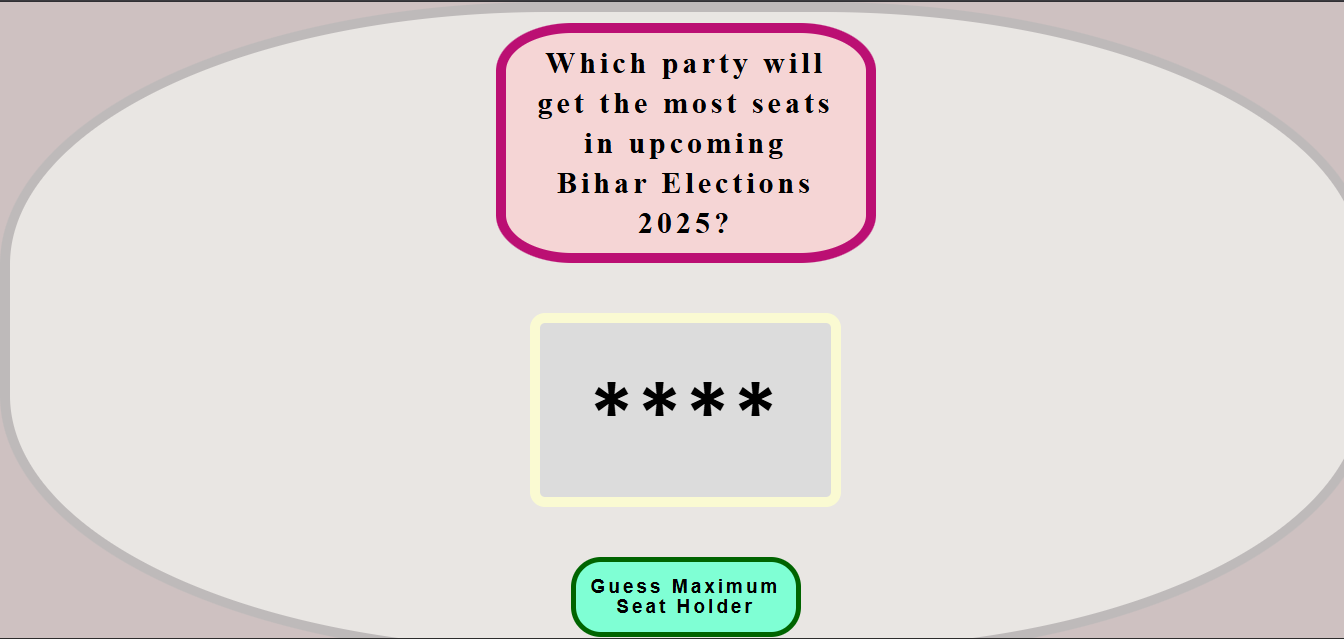 Which party will
get the most seats
in upcoming
Bihar Elections
2025?
****
Guess Maximum
Seat Holder